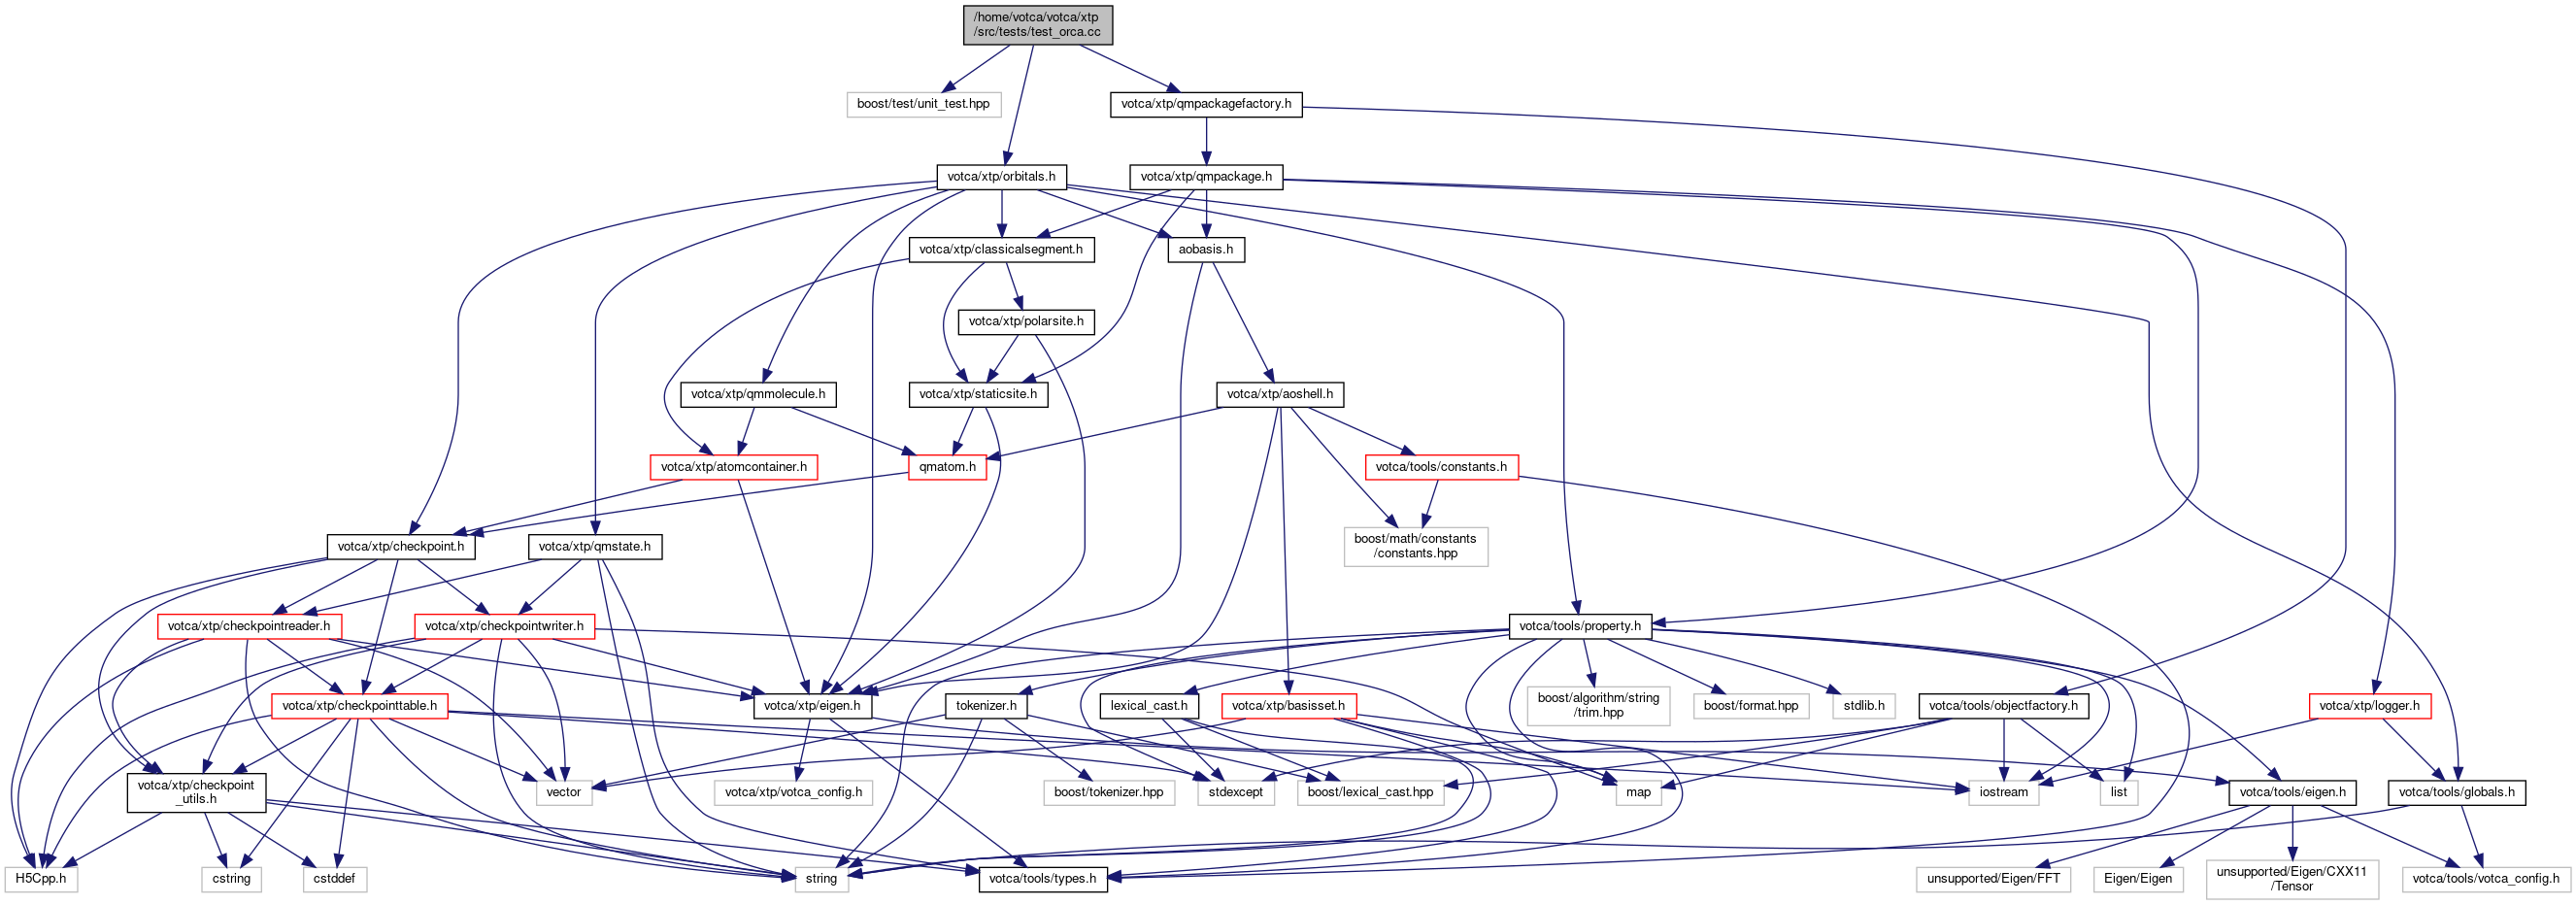 /home/votca/votca/xtp
/src/tests/test_orca.cc
boost/test/unit_test.hpp
votca/xtp/qmpackagefactory.h
votca/xtp/orbitals.h
votca/xtp/qmpackage.h
votca/xtp/classicalsegment.h
aobasis.h
votca/xtp/polarsite.h
votca/xtp/qmmolecule.h
votca/xtp/staticsite.h
votca/xtp/aoshell.h
votca/xtp/atomcontainer.h
qmatom.h
votca/tools/constants.h
votca/xtp/checkpoint.h
votca/xtp/qmstate.h
boost/math/constants
/constants.hpp
votca/xtp/checkpointreader.h
votca/xtp/checkpointwriter.h
votca/tools/property.h
votca/xtp/checkpointtable.h
votca/xtp/eigen.h
tokenizer.h
lexical_cast.h
votca/xtp/basisset.h
boost/algorithm/string
/trim.hpp
boost/format.hpp
stdlib.h
votca/tools/objectfactory.h
votca/xtp/logger.h
votca/xtp/checkpoint
_utils.h
vector
votca/xtp/votca_config.h
boost/tokenizer.hpp
stdexcept
boost/lexical_cast.hpp
map
iostream
list
votca/tools/eigen.h
votca/tools/globals.h
H5Cpp.h
cstring
cstddef
string
votca/tools/types.h
unsupported/Eigen/FFT
Eigen/Eigen
unsupported/Eigen/CXX11
/Tensor
votca/tools/votca_config.h